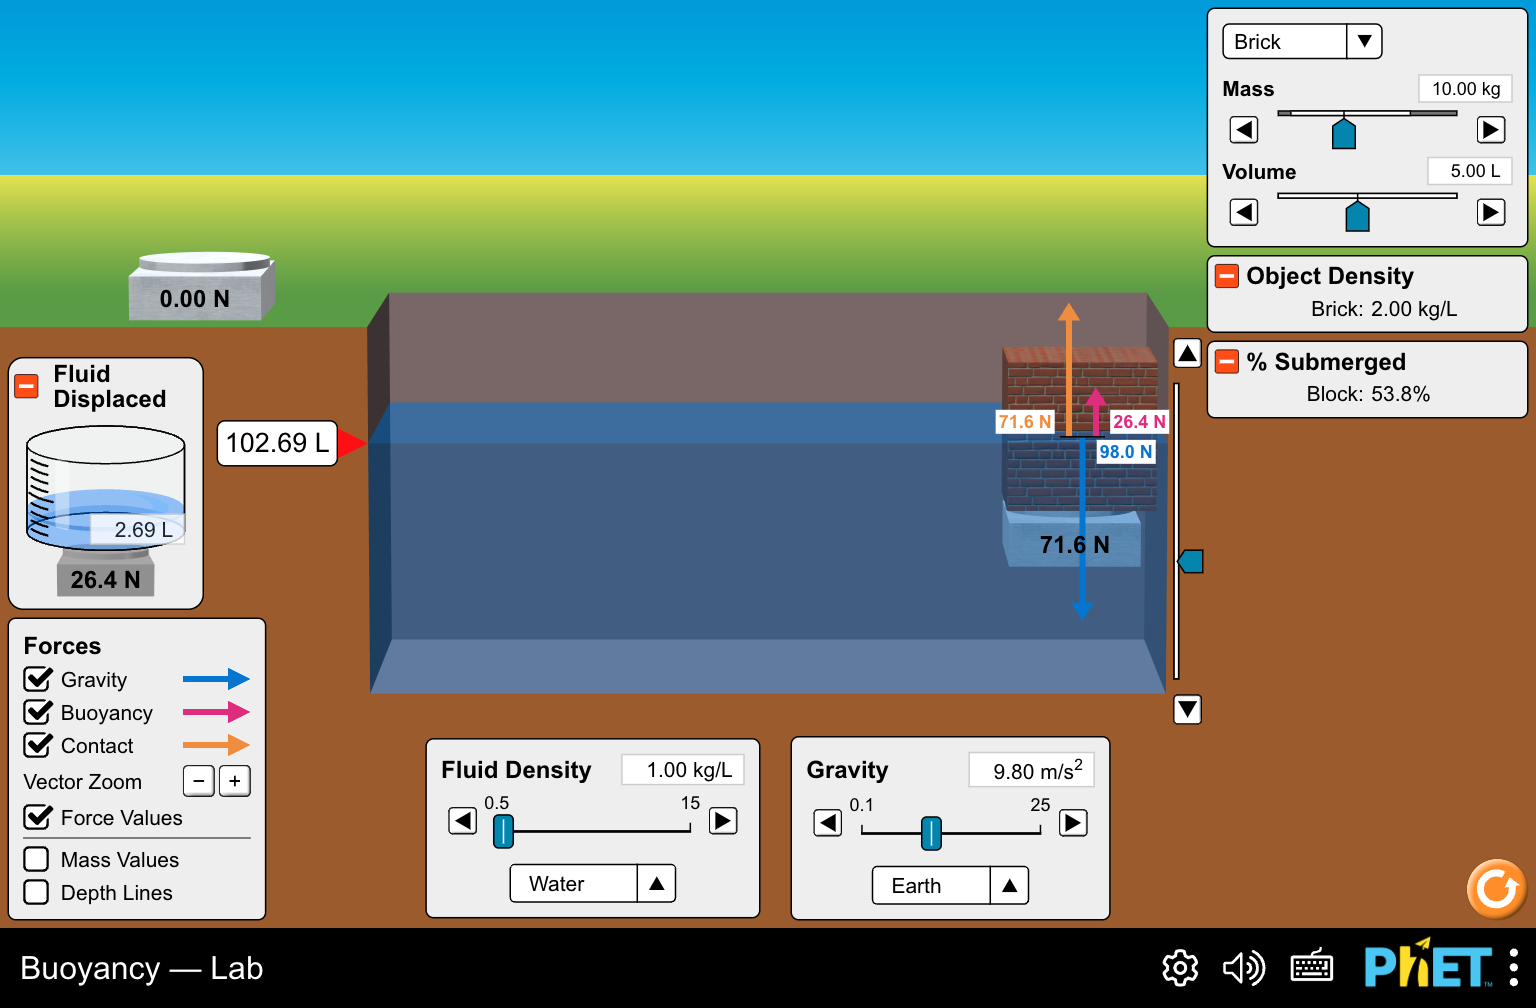 Brick
Mass
10.00 kg
Volume
5.00 L
Object Density
Brick: 2.00 kg/L
% Submerged
Block: 53.8%
0.00 N
Fluid
Displaced
2.69 L
26.4 N
102.69 L
71.6 N
26.4 N
98.0 N
71.6 N
Forces
Gravity
Buoyancy
Contact
Vector Zoom
− +
Force Values
Mass Values
Depth Lines
Fluid Density
1.00 kg/L
0.5
15
Water
Gravity
9.80 m/s²
0.1
25
Earth
Buoyancy — Lab
PhET